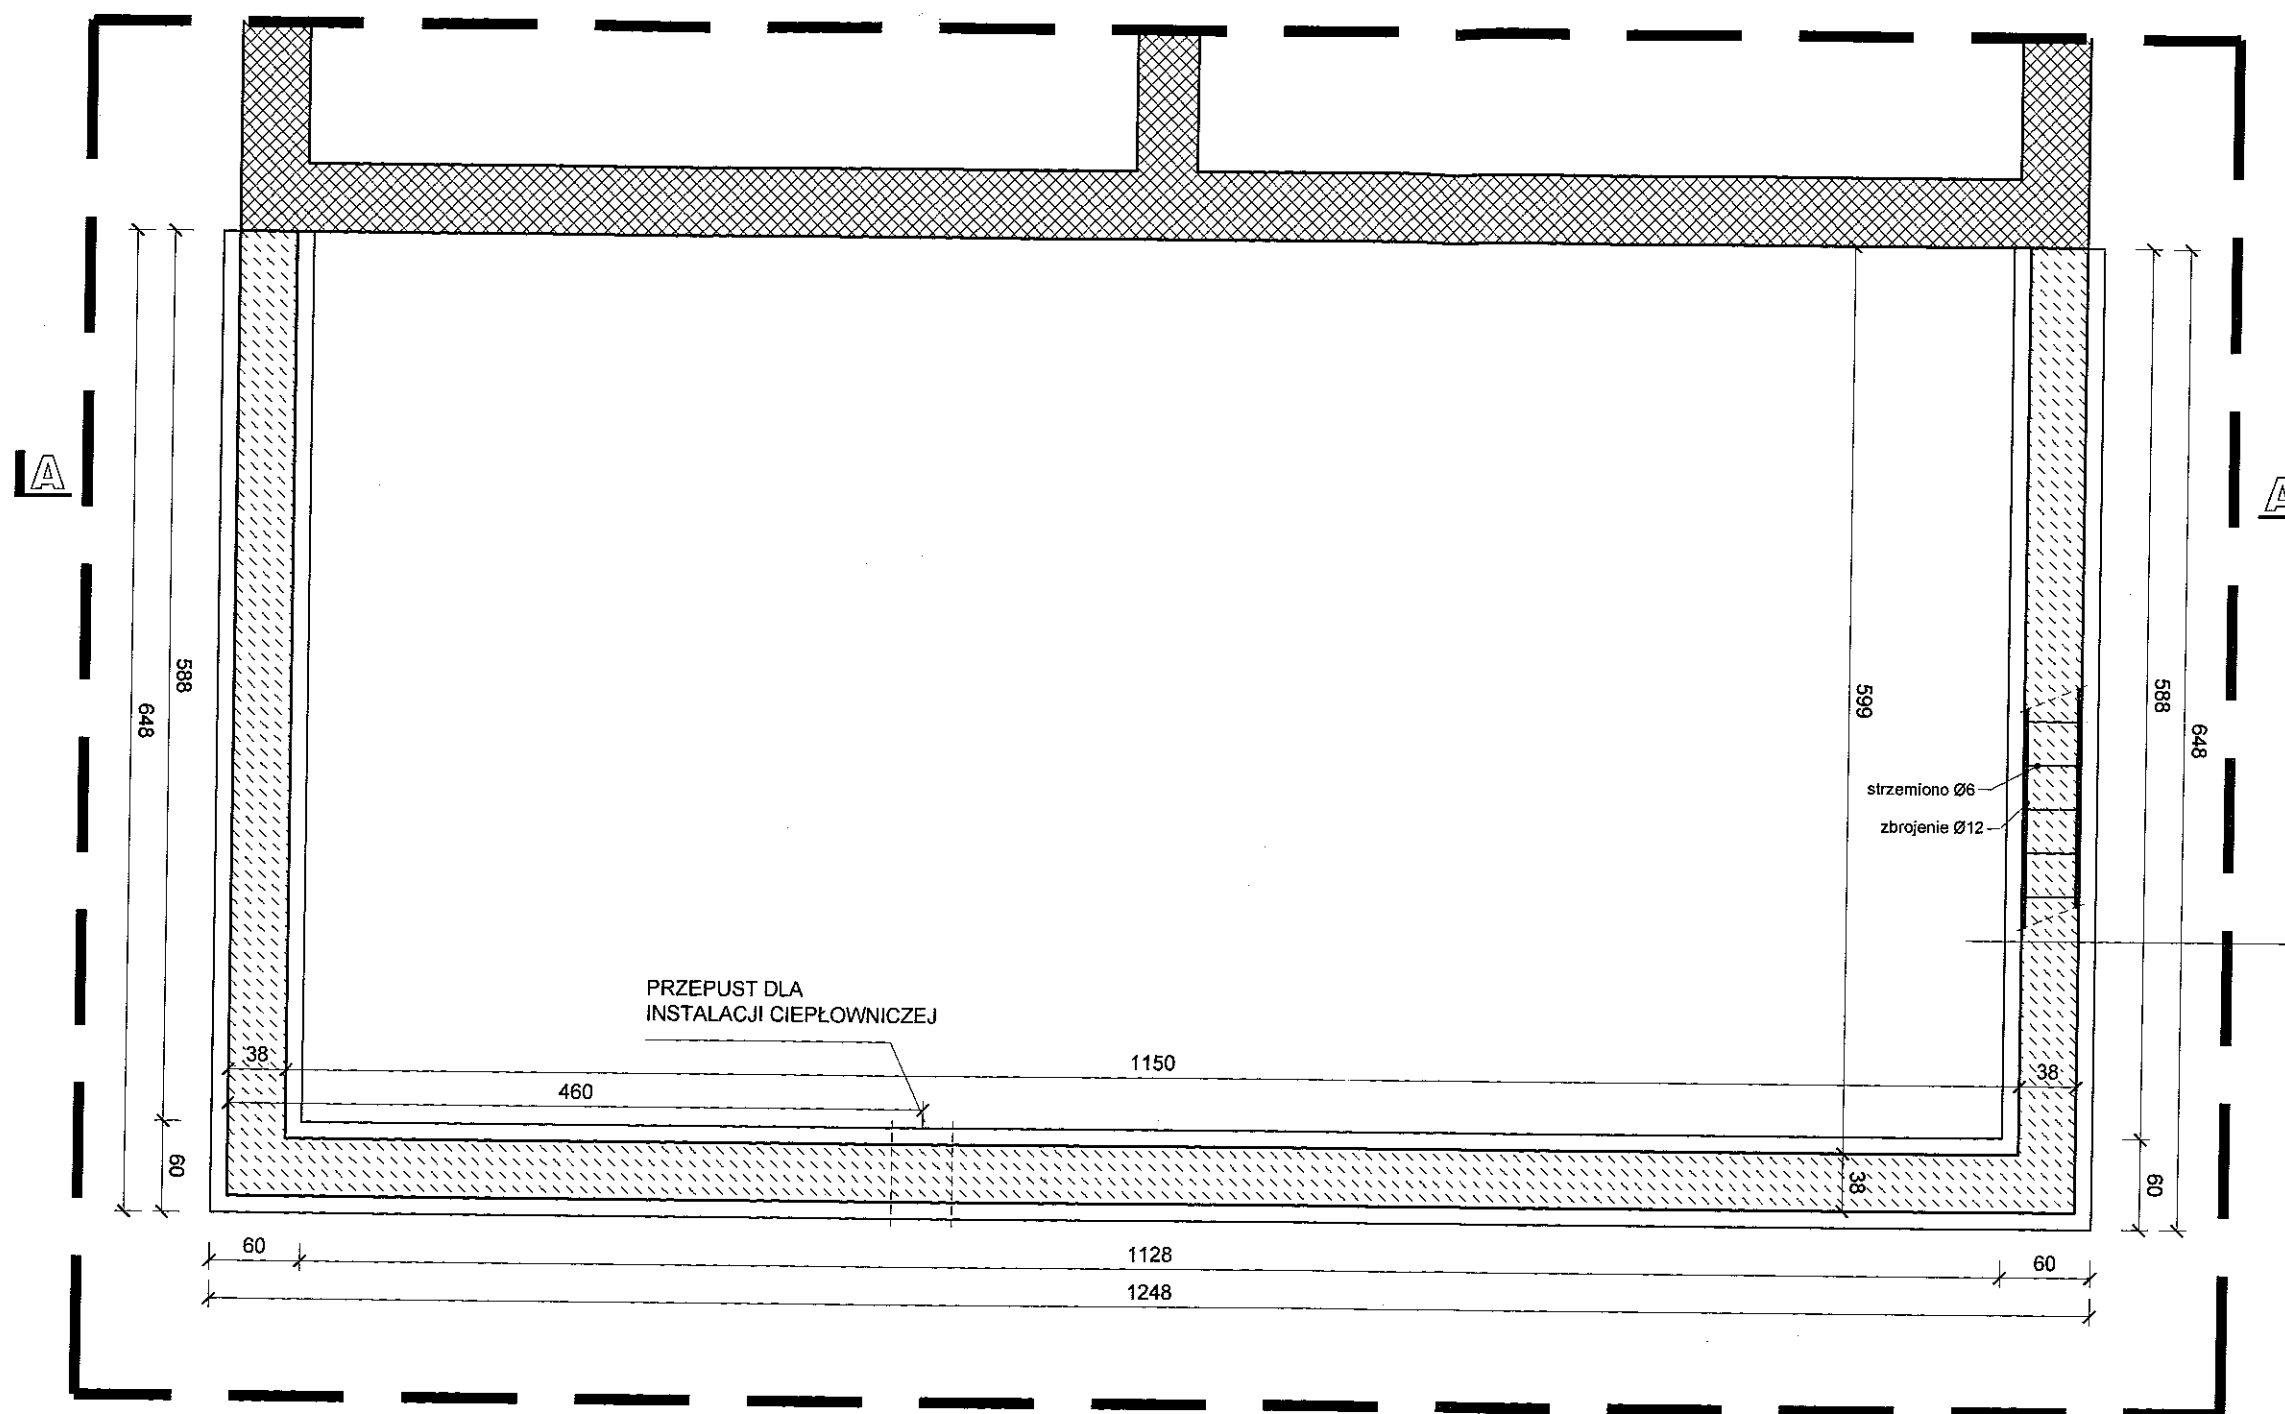 A
A
588
648
599
588
648
strzemiono Ø6
zbrojenie Ø12
PRZEPUST DLA
INSTALACJI CIEPŁOWNICZEJ
38
1150
38
460
60
38
60
60
1128
60
1248